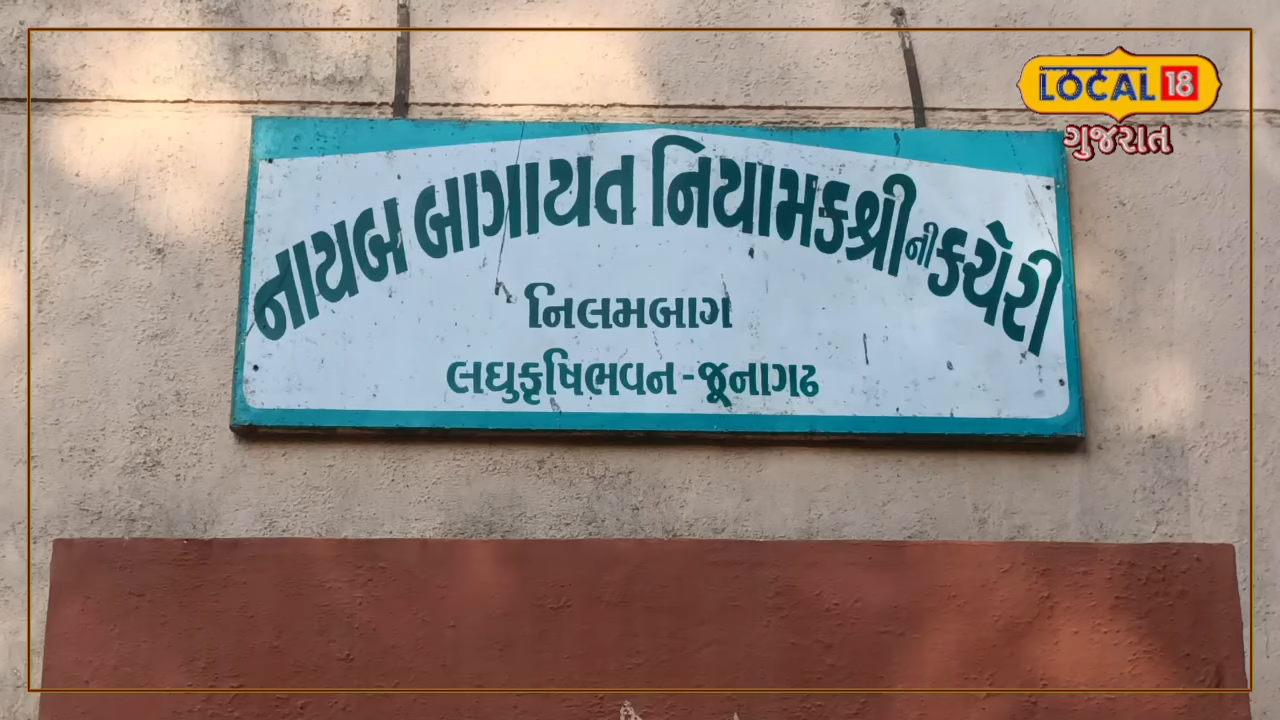 LOCAL 18
ગુજરાત
નાયબ બાગાયત નિયામકશ્રીની કચેરી
નિલમબાગ
લઘુકૃષિભવન-જૂનાગઢ